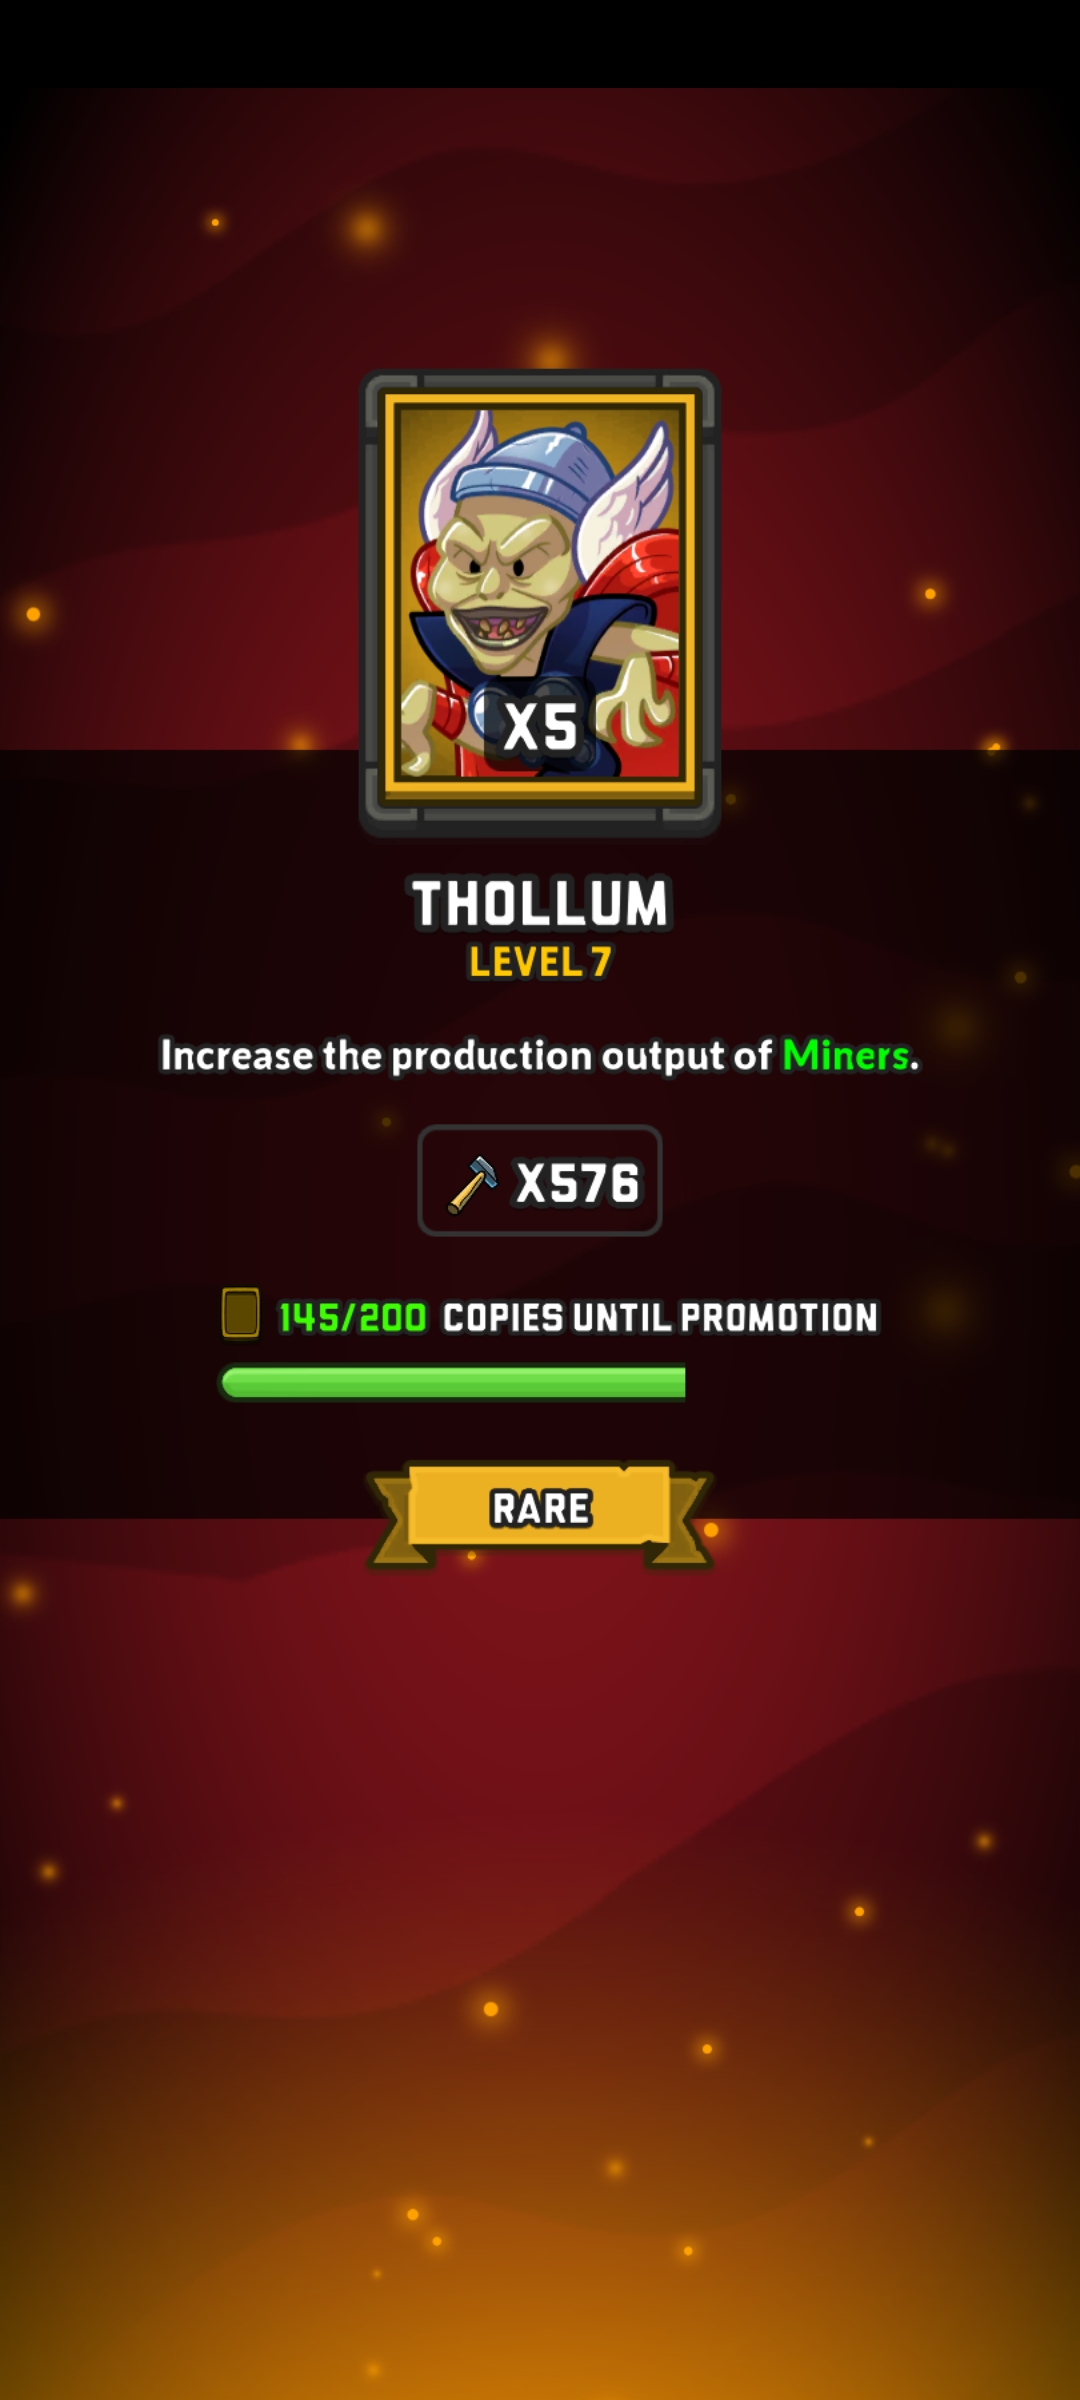 X5
THOLLUM
LEVEL 7
Increase the production output of Miners.
X576
145/200 COPIES UNTIL PROMOTION
RARE